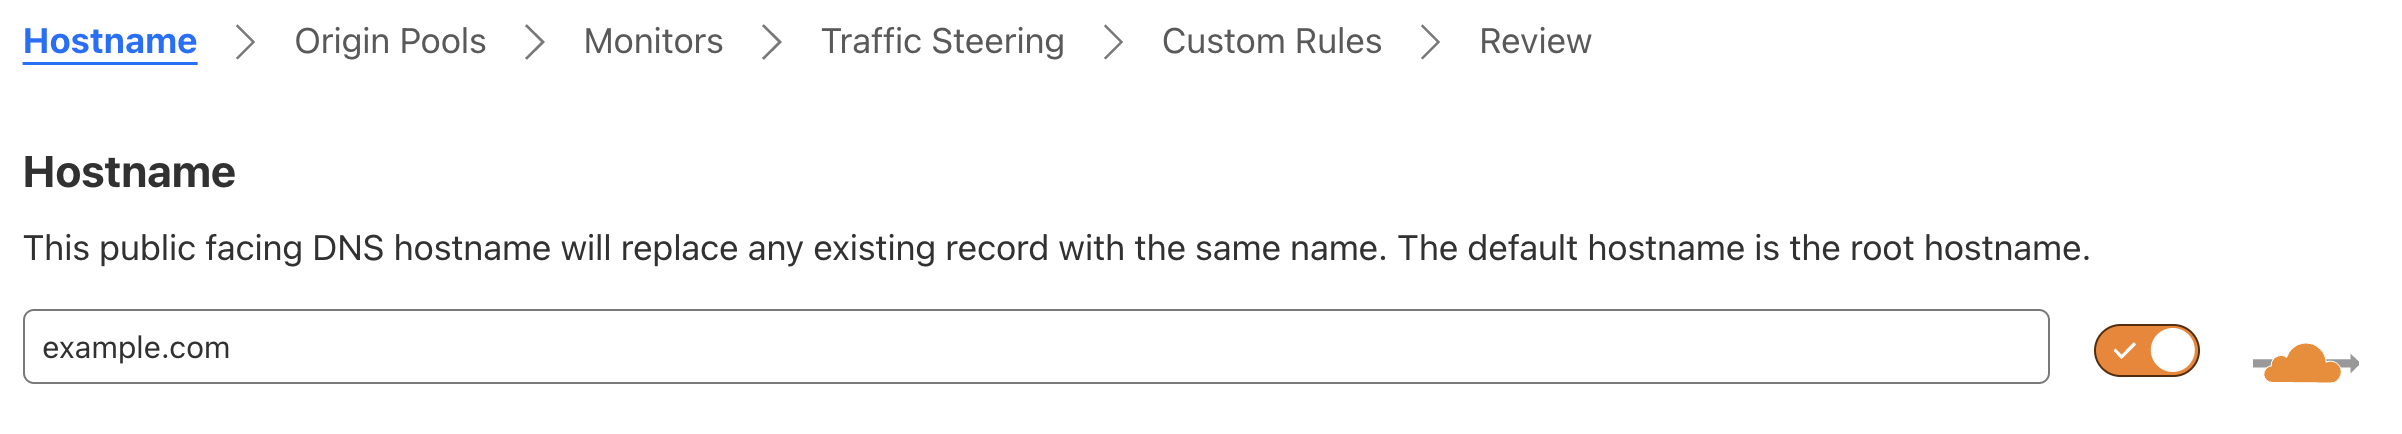 Hostname Origin Pools Monitors Traffic Steering Custom Rules Review
Hostname
This public facing DNS hostname will replace any existing record with the same name. The default hostname is the root hostname.
example.com